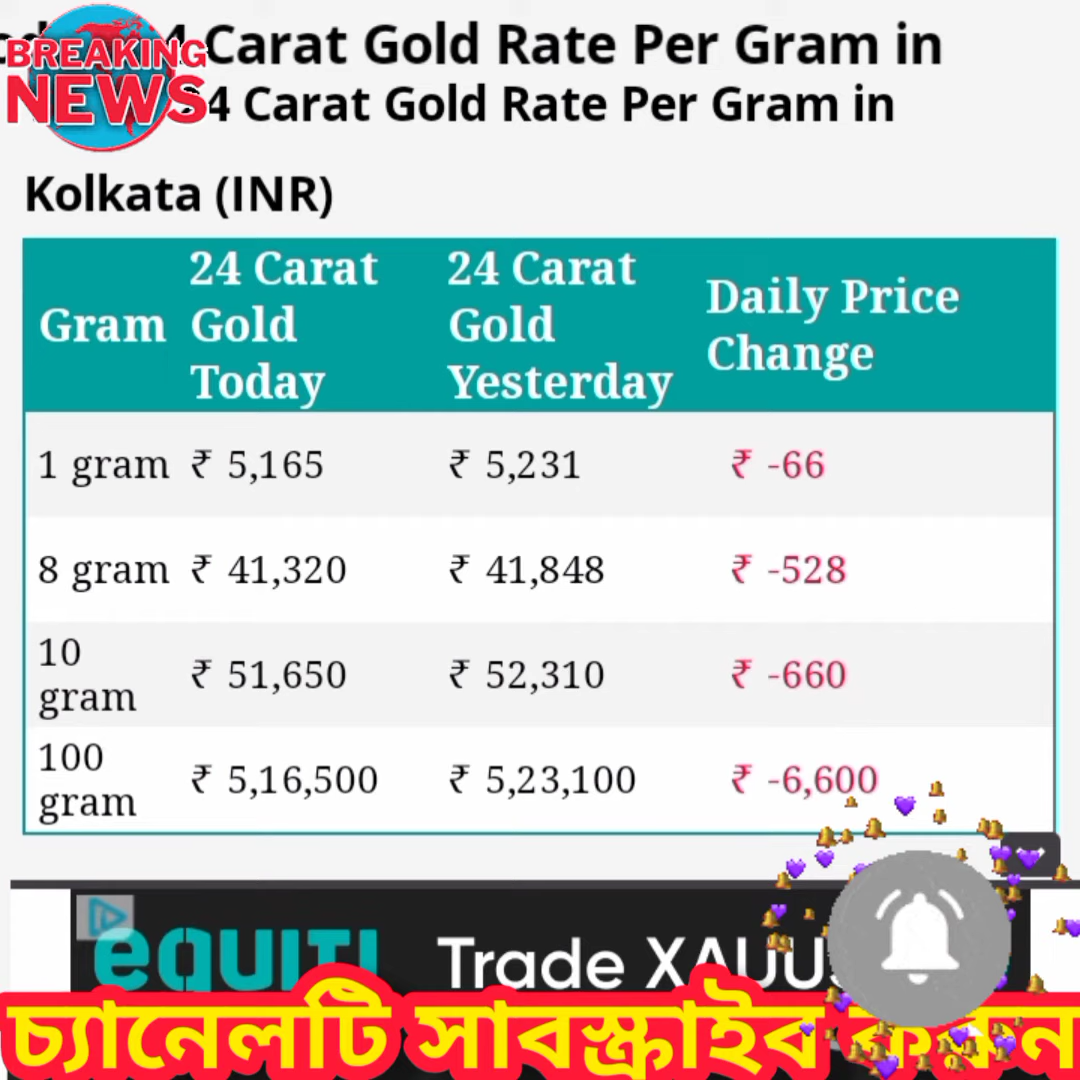 Carat Gold Rate Per Gram in
BREAKING
NEWS
4 Carat Gold Rate Per Gram in
Kolkata (INR)
Gram 24 Carat Gold Today 24 Carat Gold Yesterday Daily Price Change
1 gram ₹ 5,165 ₹ 5,231 ₹ -66
8 gram ₹ 41,320 ₹ 41,848 ₹ -528
10 gram ₹ 51,650 ₹ 52,310 ₹ -660
100 gram ₹ 5,16,500 ₹ 5,23,100 ₹ -6,600
equiti Trade
চ্যানেলটি সাবস্ক্রাইব করুন